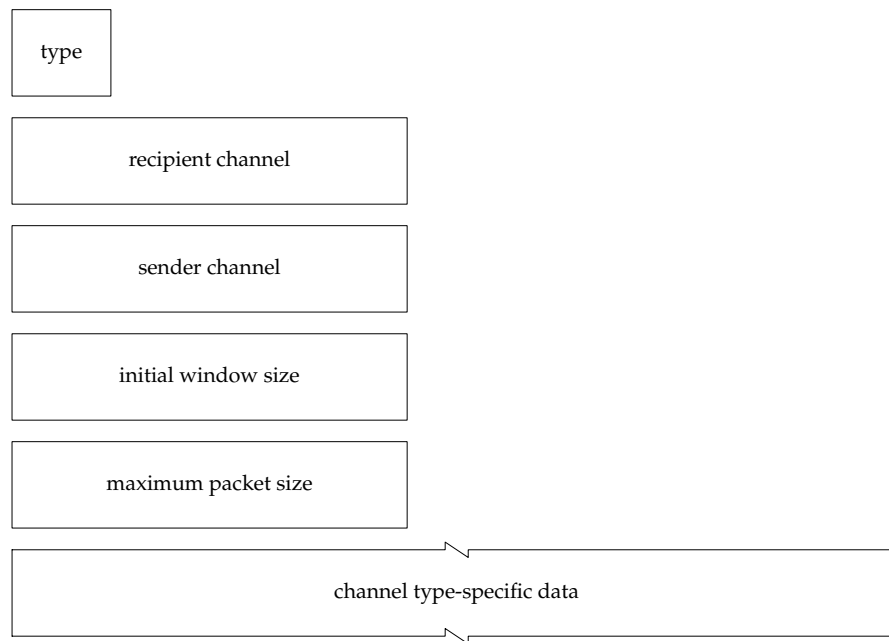 type
recipient channel
sender channel
initial window size
maximum packet size
channel type-specific data